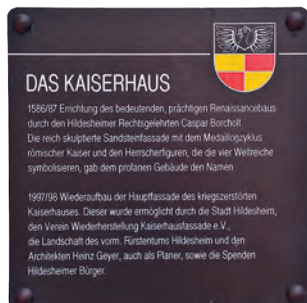 DAS KAISERHAUS
1586/87 Errichtung des bedeutenden, prächtigen Renaissancebaus
durch den Hildesheimer Rechtsgelehrten Caspar Borcholt.
Die reich skulptierte Sandsteinfassade mit dem Medaillonzyklus
römischer Kaiser und den Herrscherfiguren, die die vier Weltreiche
symbolisieren, gab dem profanen Gebäude den Namen
1997/98 Wiederaufbau der Hauptfassade des kriegszerstörten
Kaiserhauses. Dieser wurde ermöglicht durch die Stadt Hildesheim,
den Verein Wiederherstellung Kaiserhausfassade e.V.,
die Landschaft des vorm. Fürstentums Hildesheim und den
Architekten Heinz Geyer, auch als Planer, sowie die Spenden
Hildesheimer Bürger.